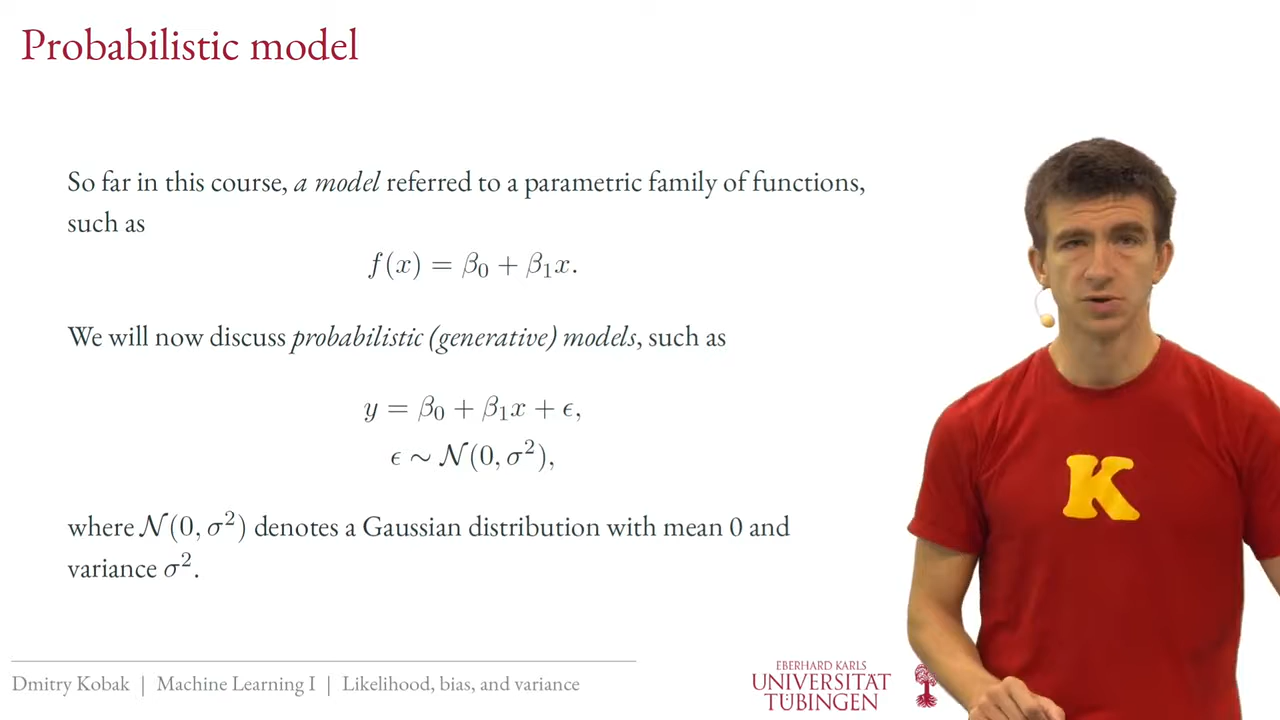 Probabilistic model
So far in this course, a model referred to a parametric family of functions,
such as
f(x) = β₀ + β₁x.
We will now discuss probabilistic (generative) models, such as
y = β₀ + β₁x + ϵ,
ϵ ∼ 𝒩(0, σ²),
where 𝒩(0, σ²) denotes a Gaussian distribution with mean 0 and
variance σ².
K
Dmitry Kobak | Machine Learning I | Likelihood, bias, and variance
EBERHARD KARLS
UNIVERSITÄT
TÜBINGEN